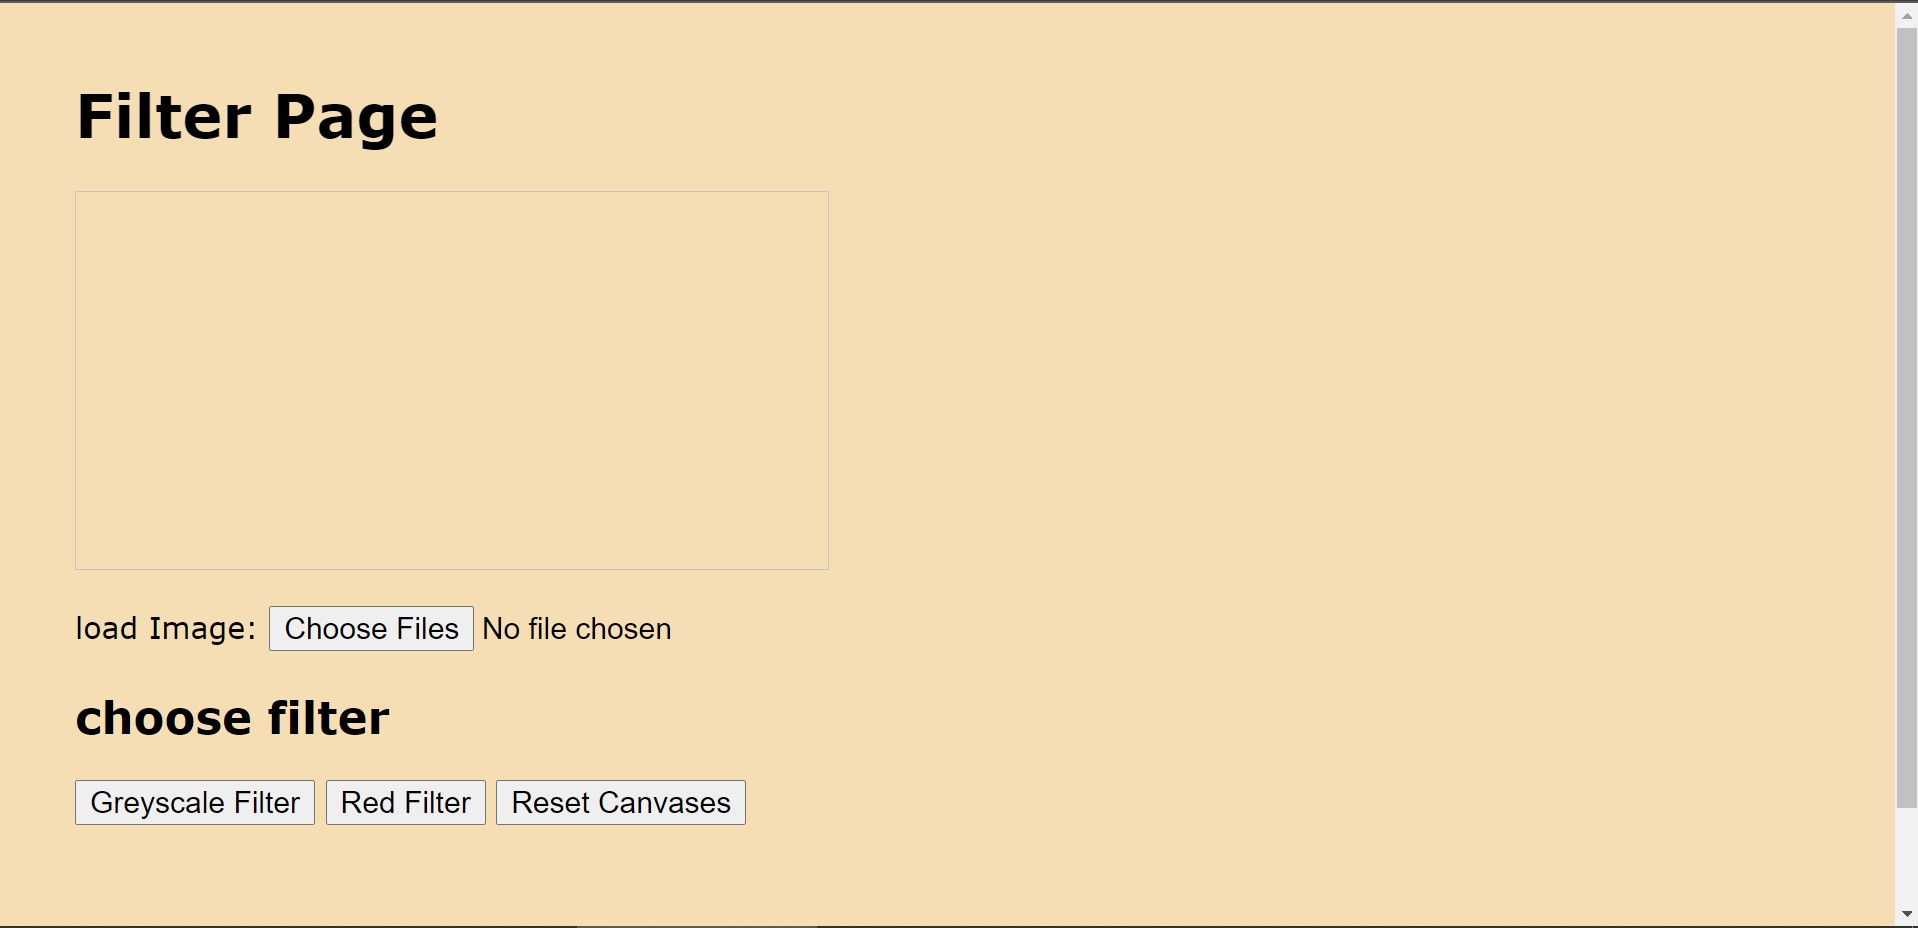 Filter Page
load Image: Choose Files No file chosen
choose filter
Greyscale Filter Red Filter Reset Canvases